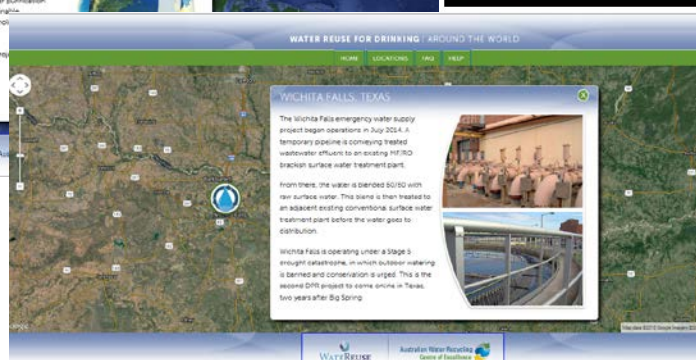 WATER REUSE FOR DRINKING | AROUND THE WORLD
HOME LOCATIONS FAQ HELP
WICHITA FALLS, TEXAS
The Wichita Falls emergency water supply
project began operations in July 2014. A
temporary pipeline is conveying treated
wastewater effluent to an existing MF/RO
brackish surface water treatment plant.
From there, the water is blended 50/50 with
raw surface water. This blend is then treated to
an adjacent existing conventional surface water
treatment plant before the water goes to
distribution.
Wichita Falls is operating under a Stage 5
drought catastrophe, in which outdoor watering
is banned and conservation is urged. This is the
second DPR project to come online in Texas,
two years after Big Spring
WATEREUSE
Australian Water Recycling
Centre of Excellence